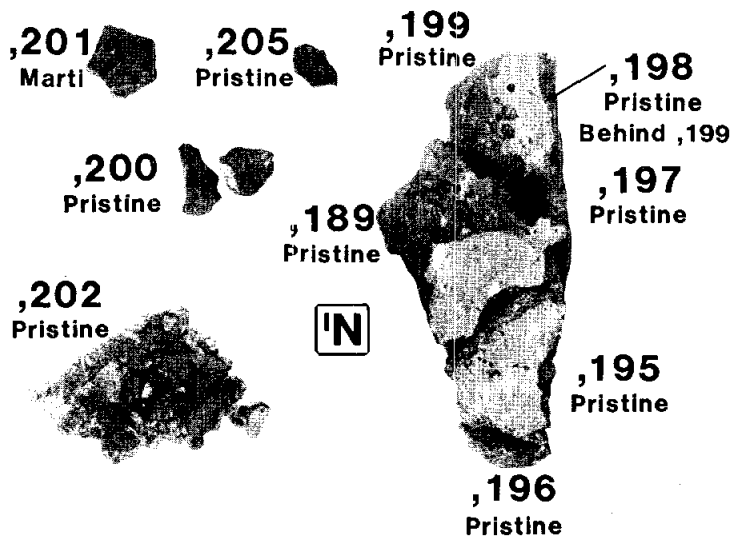 ,201
Marti
,205
Pristine
,199
Pristine
,198
Pristine
Behind ,199
,200
Pristine
,189
Pristine
,197
Pristine
,202
Pristine
'N
,195
Pristine
,196
Pristine